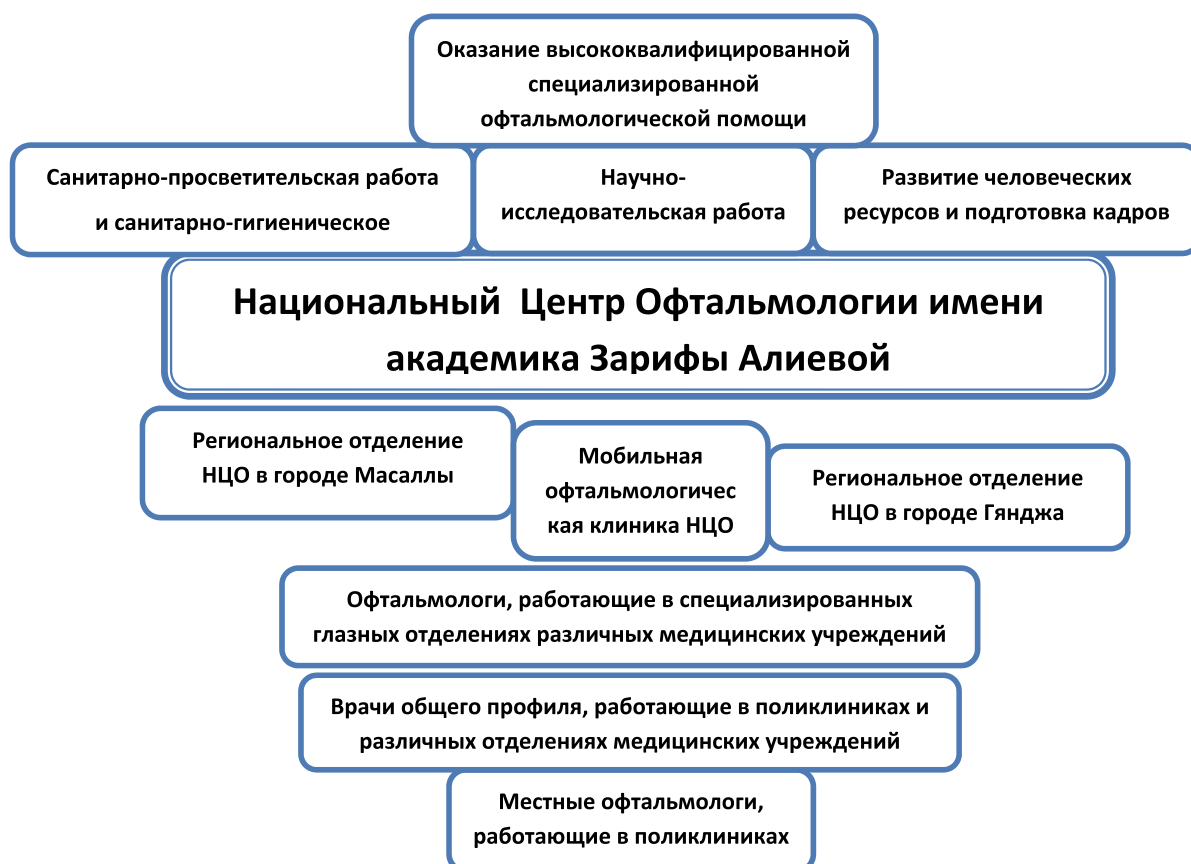 Оказание высококвалифицированной
специализированной
офтальмологической помощи
Санитарно-просветительская работа
и санитарно-гигиеническое
Научно-
исследовательская работа
Развитие человеческих
ресурсов и подготовка кадров
Национальный Центр Офтальмологии имени
академика Зарифы Алиевой
Региональное отделение
НЦО в городе Масаллы
Мобильная
офтальмологичес
кая клиника НЦО
Региональное отделение
НЦО в городе Гянджа
Офтальмологи, работающие в специализированных
глазных отделениях различных медицинских учреждений
Врачи общего профиля, работающие в поликлиниках и
различных отделениях медицинских учреждений
Местные офтальмологи,
работающие в поликлиниках